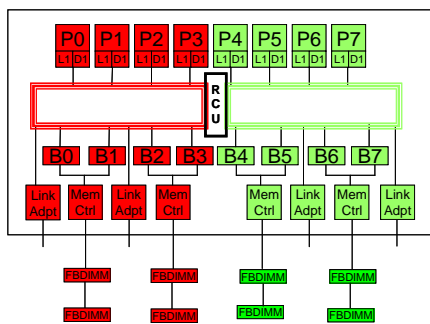 P0 P1 P2 P3 P4 P5 P6 P7
L1 D1 L1 D1 L1 D1 L1 D1 L1 D1 L1 D1 L1 D1 L1 D1
R
C
U
B0 B1 B2 B3 B4 B5 B6 B7
Link Mem Link Mem Mem Link Mem Link
Adpt Ctrl Adpt Ctrl Ctrl Adpt Ctrl Adpt
FBDIMM FBDIMM FBDIMM FBDIMM
FBDIMM FBDIMM FBDIMM FBDIMM